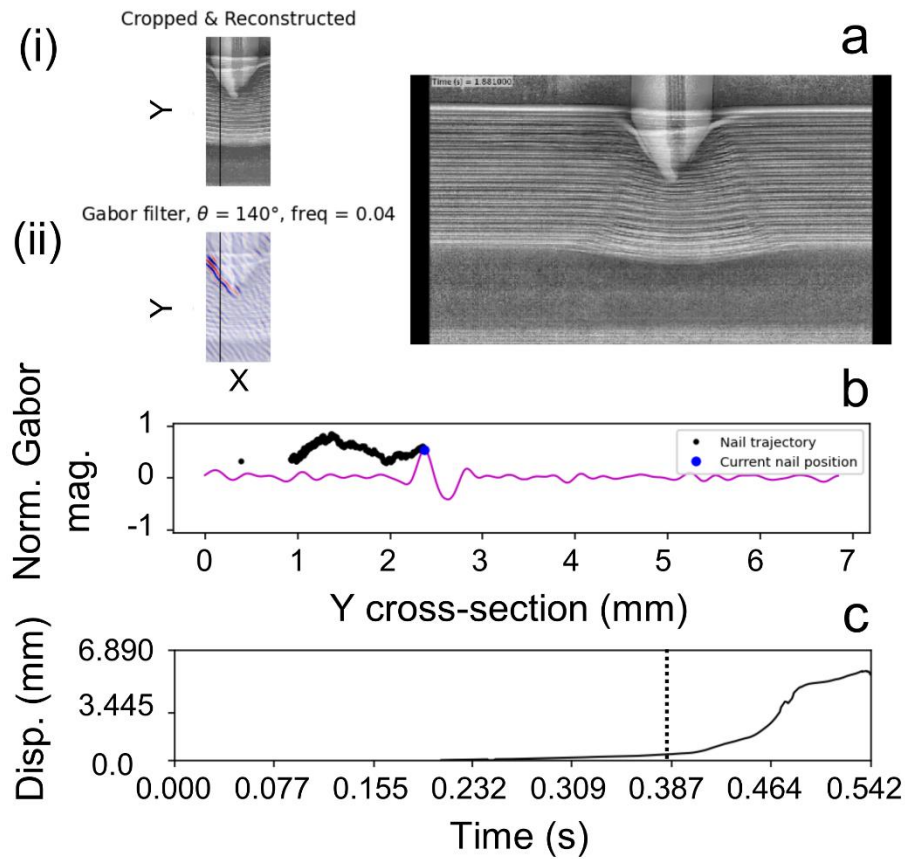 (i)
Cropped & Reconstructed
Y
a
Time (s) = 1.881000
(ii)
Gabor filter, θ = 140°, freq = 0.04
Y
X
b
Norm. Gabor
mag.
1
0
-1
Nail trajectory
Current nail position
0 1 2 3 4 5 6 7
Y cross-section (mm)
c
Disp. (mm)
6.890
3.445
0.0
0.000 0.077 0.155 0.232 0.309 0.387 0.464 0.542
Time (s)